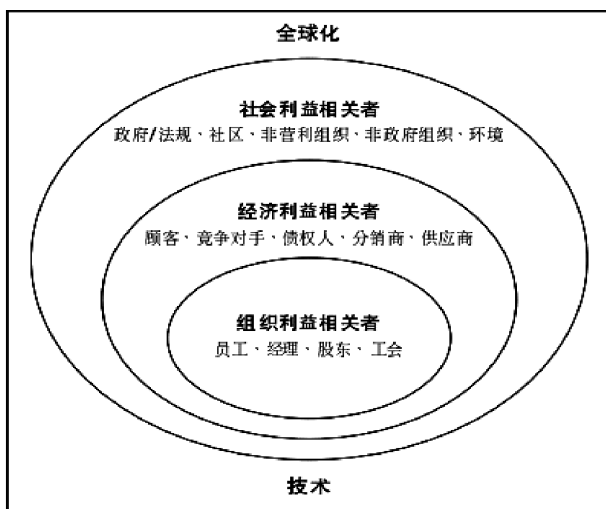 全球化
社会利益相关者
政府/法规、社区、非营利组织、非政府组织、环境
经济利益相关者
顾客、竞争对手、债权人、分销商、供应商
组织利益相关者
员工、经理、股东、工会
技术